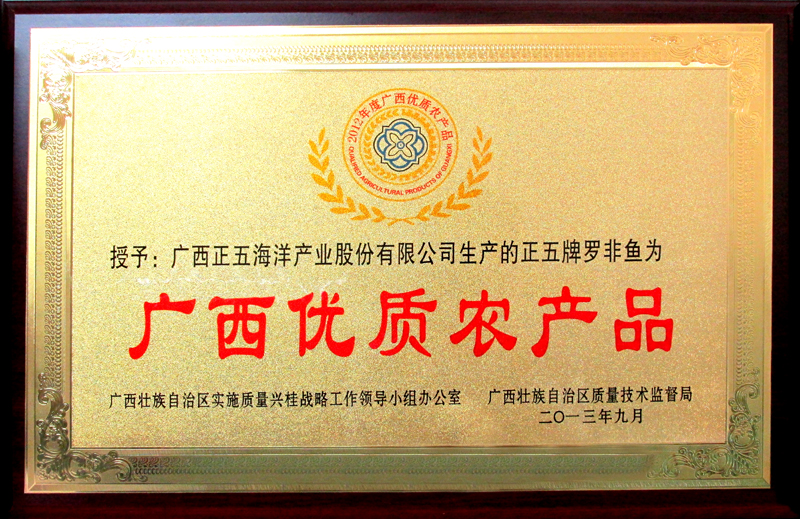 2012年度广西优质农产品
QUALIFIED AGRICULTURAL PRODUCTS OF GUANGXI
授予：广西正五海洋产业股份有限公司生产的正五牌罗非鱼为
广西优质农产品
广西壮族自治区实施质量兴桂战略工作领导小组办公室 广西壮族自治区质量技术监督局
二〇一三年九月